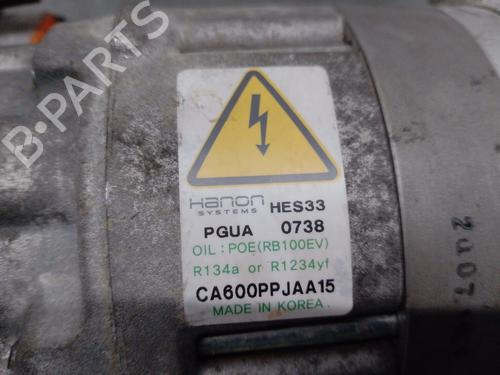 B-PARTS
Hanon
SYSTEMS
HES33
PGUA 0738
OIL : POE(RB100EV)
R134a or R1234yf
CA600PPJAA15
MADE IN KOREA